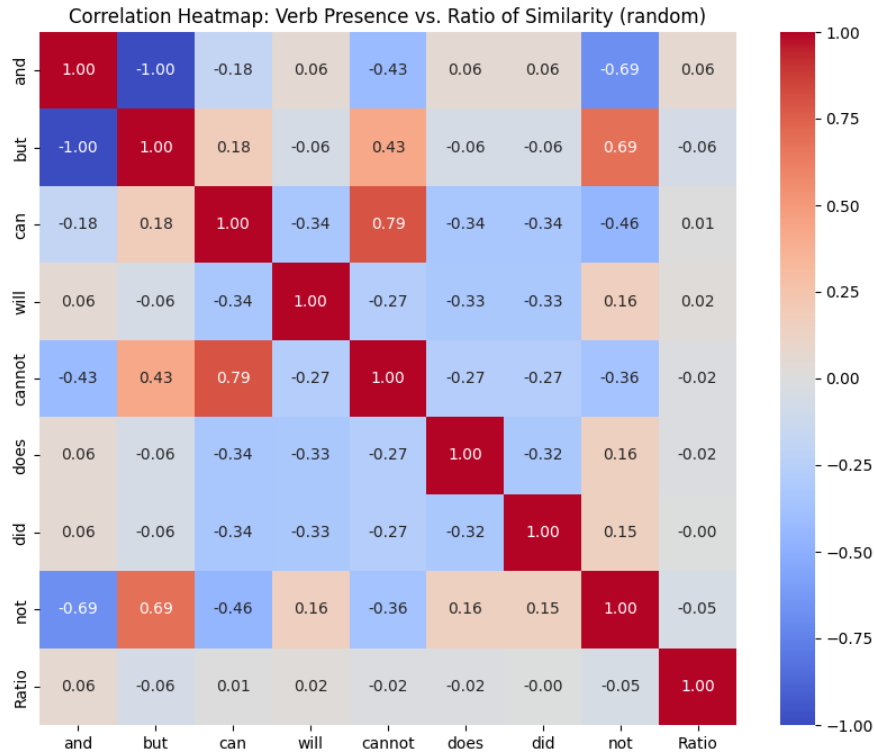 Correlation Heatmap: Verb Presence vs. Ratio of Similarity (random)
and 1.00 -1.00 -0.18 0.06 -0.43 0.06 0.06 -0.69 0.06
but -1.00 1.00 0.18 -0.06 0.43 -0.06 -0.06 0.69 -0.06
can -0.18 0.18 1.00 -0.34 0.79 -0.34 -0.34 -0.46 0.01
will 0.06 -0.06 -0.34 1.00 -0.27 -0.33 -0.33 0.16 0.02
cannot -0.43 0.43 0.79 -0.27 1.00 -0.27 -0.27 -0.36 -0.02
does 0.06 -0.06 -0.34 -0.33 -0.27 1.00 -0.32 0.16 -0.02
did 0.06 -0.06 -0.34 -0.33 -0.27 -0.32 1.00 0.15 -0.00
not -0.69 0.69 -0.46 0.16 -0.36 0.16 0.15 1.00 -0.05
Ratio 0.06 -0.06 0.01 0.02 -0.02 -0.02 -0.00 -0.05 1.00
and but can will cannot does did not Ratio
1.00
0.75
0.50
0.25
0.00
−0.25
−0.50
−0.75
−1.00